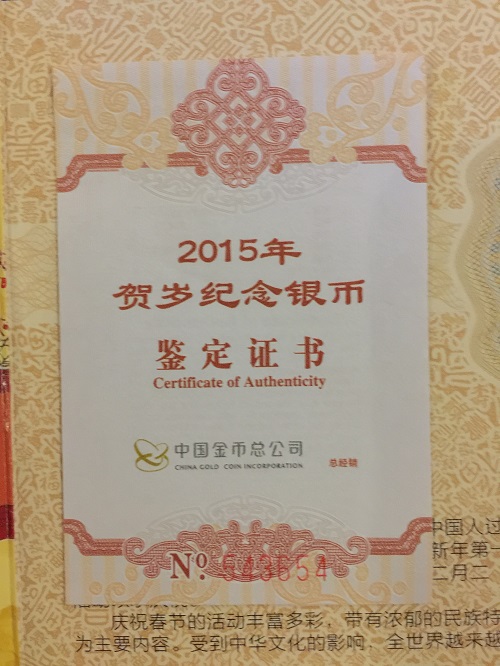 2015年
贺岁纪念银币
鉴定证书
Certificate of Authenticity
中国金币总公司
CHINA GOLD COIN INCORPORATION
总经销
No. 543654
中国人过
新年第一
二月二
庆祝春节的活动丰富多彩，带有浓郁的民族特
为主要内容。受到中华文化的影响，全世界越来越